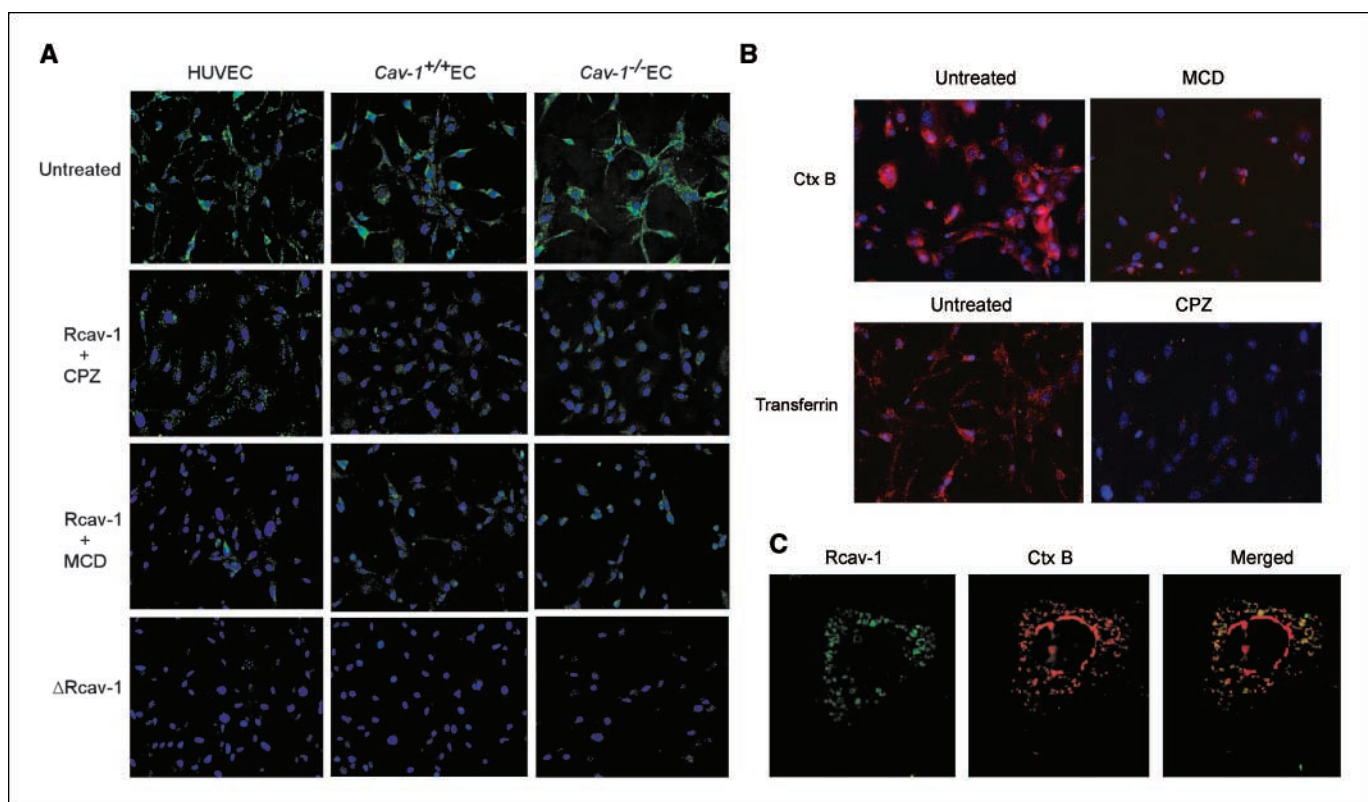 A
HUVEC Cav-1+/+EC Cav-1-/-EC
Untreated
Rcav-1
+
CPZ
Rcav-1
+
MCD
ΔRcav-1
B
Untreated MCD
Ctx B
Untreated CPZ
Transferrin
C
Rcav-1 Ctx B Merged